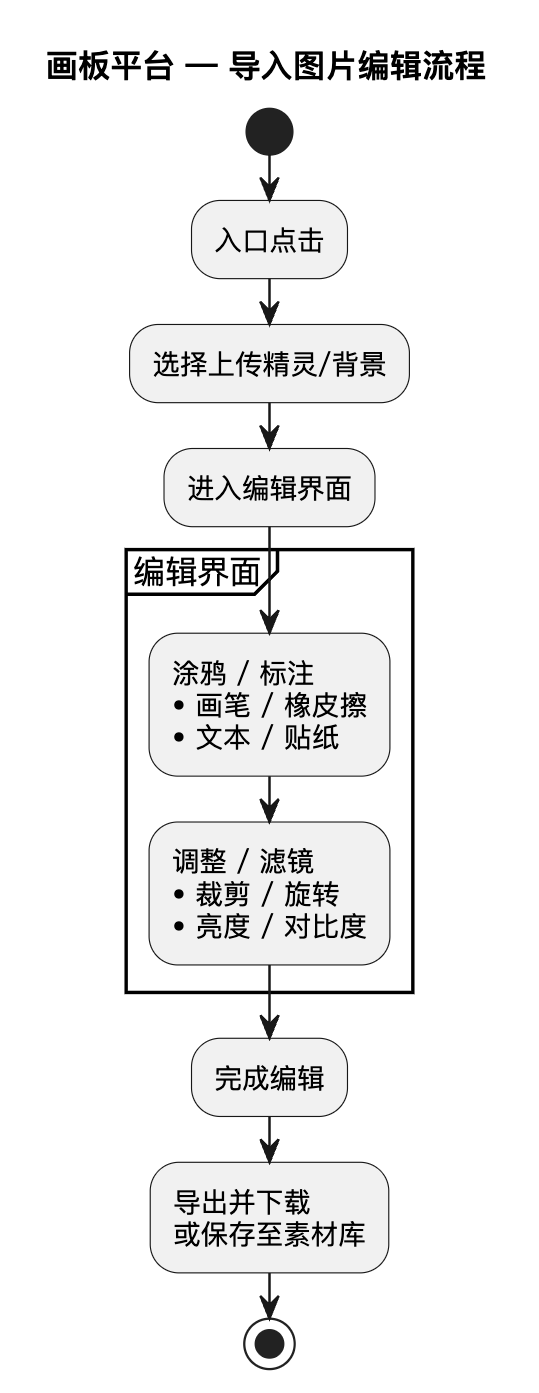 画板平台 — 导入图片编辑流程
入口点击
选择上传精灵/背景
进入编辑界面
编辑界面
涂鸦 / 标注
• 画笔 / 橡皮擦
• 文本 / 贴纸
调整 / 滤镜
• 裁剪 / 旋转
• 亮度 / 对比度
完成编辑
导出并下载
或保存至素材库